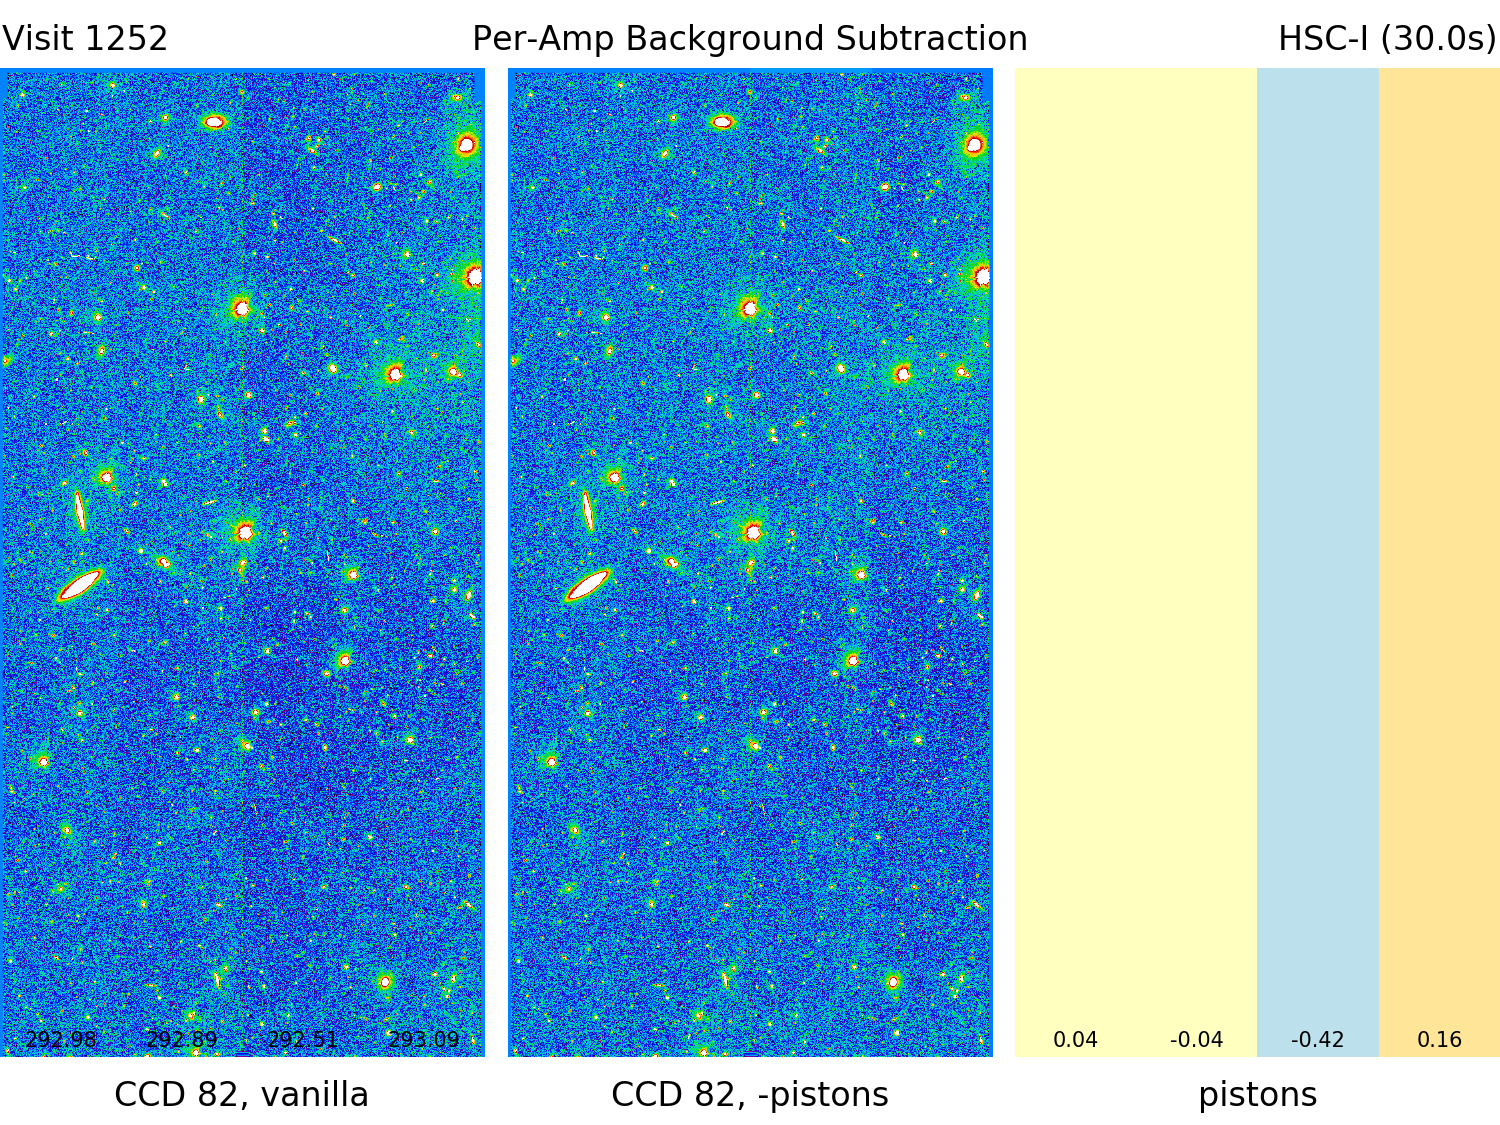 Visit 1252
Per-Amp Background Subtraction
HSC-I (30.0s)
292.98 292.89 292.51 293.09
0.04 -0.04 -0.42 0.16
CCD 82, vanilla
CCD 82, -pistons
pistons